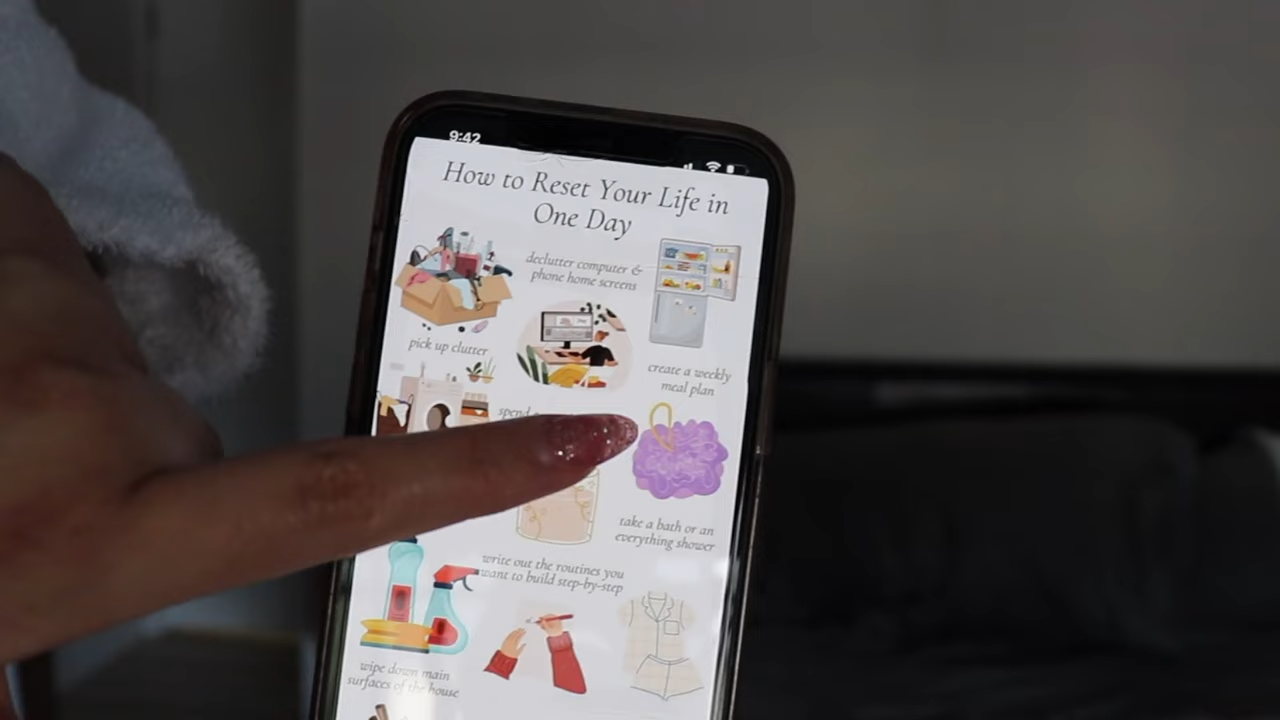 9:42
How to Reset Your Life in
One Day
declutter computer &
phone home screens
pick up clutter
create a weekly
meal plan
spend
take a bath or an
everything shower
write out the routines you
want to build step-by-step
wipe down main
surfaces of the house